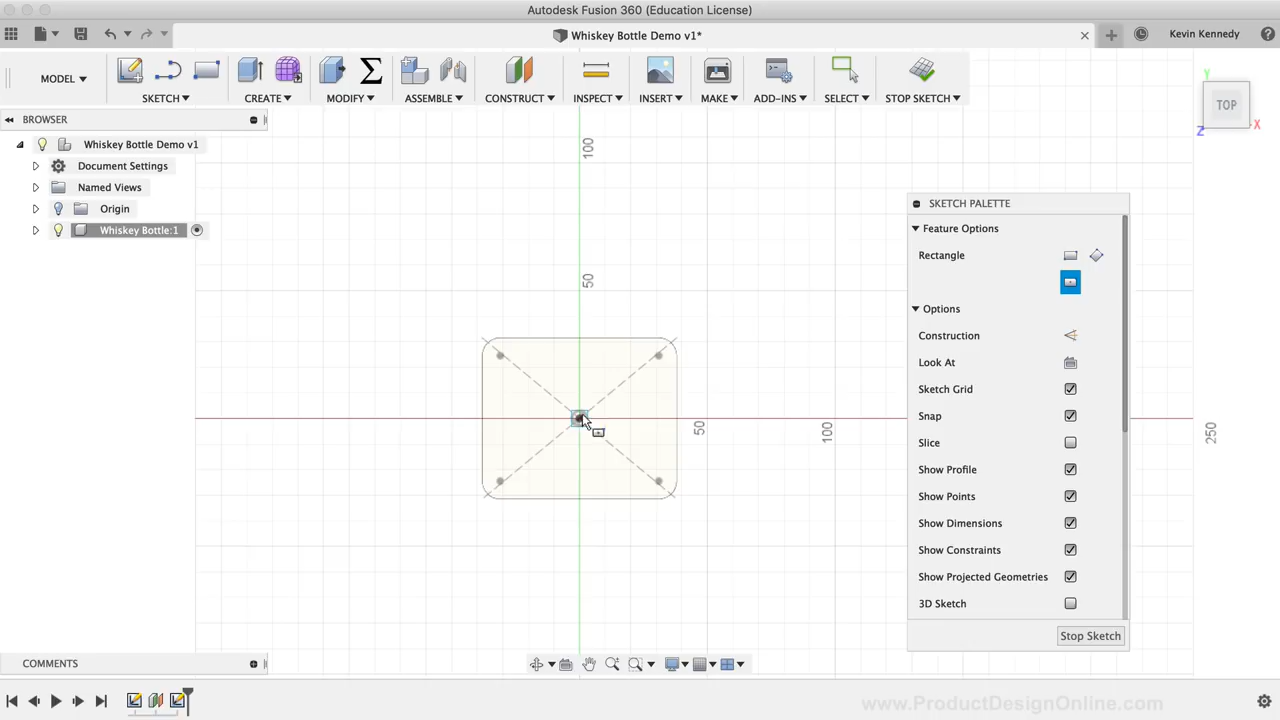 Autodesk Fusion 360 (Education License)
Whiskey Bottle Demo v1*
Kevin Kennedy
MODEL
SKETCH
CREATE
MODIFY
ASSEMBLE
CONSTRUCT
INSPECT
INSERT
MAKE
ADD-INS
SELECT
STOP SKETCH
TOP
Y
X
Z
BROWSER
Whiskey Bottle Demo v1
Document Settings
Named Views
Origin
Whiskey Bottle:1
100
50
50
100
250
SKETCH PALETTE
Feature Options
Rectangle
Options
Construction
Look At
Sketch Grid
Snap
Slice
Show Profile
Show Points
Show Dimensions
Show Constraints
Show Projected Geometries
3D Sketch
Stop Sketch
COMMENTS
www.ProductDesignOnline.com